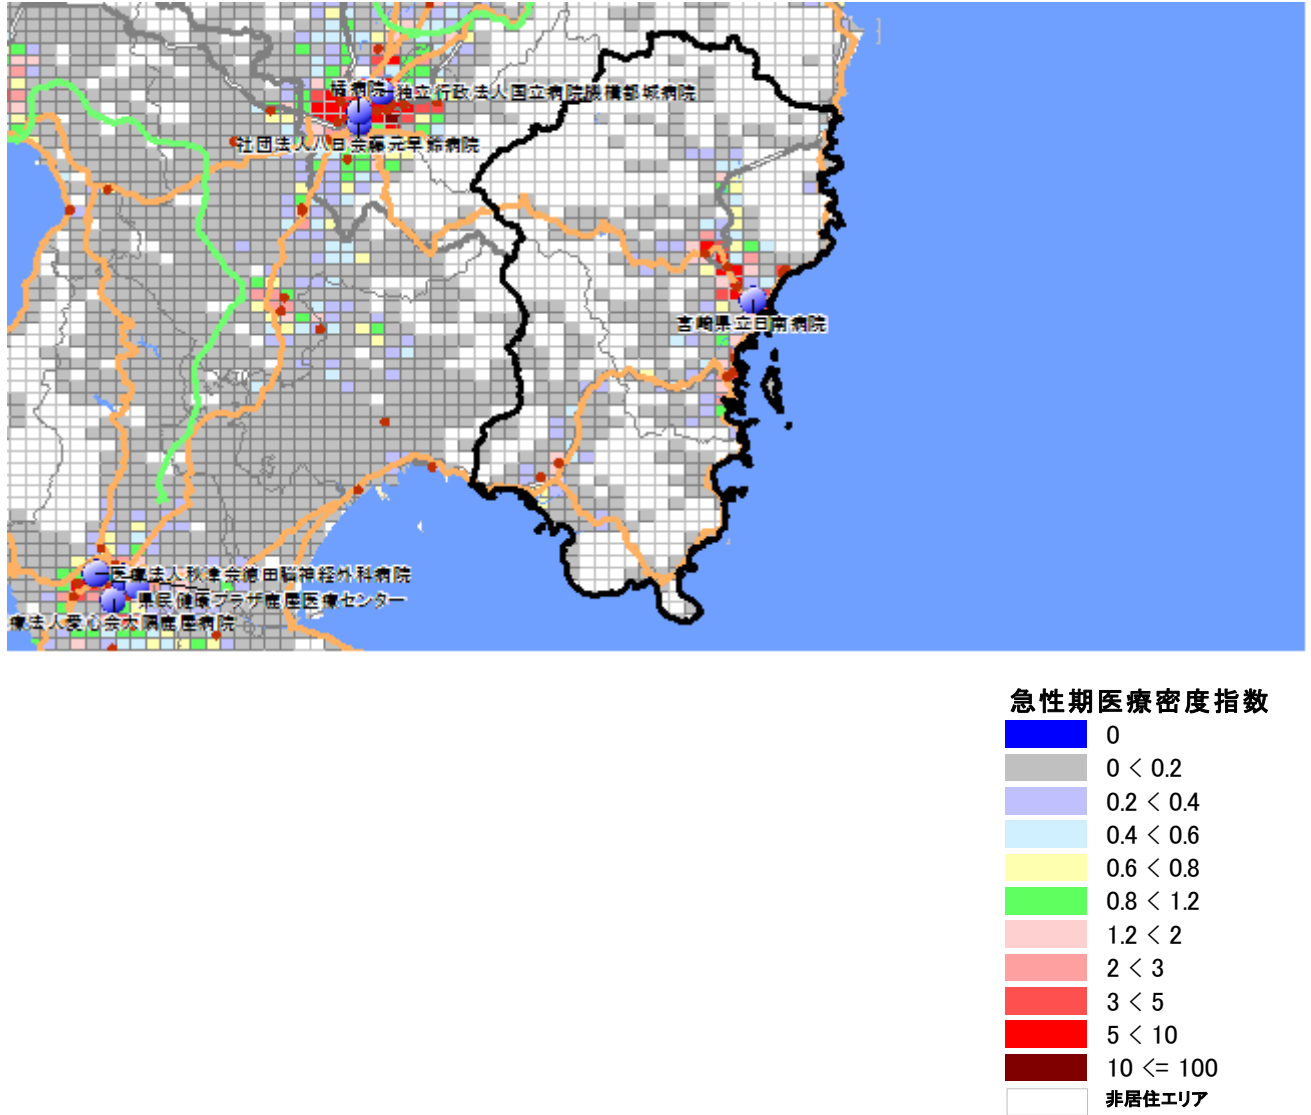 橘病院
独立行政法人国立病院機構都城病院
社団法人八日会藤元早鈴病院
宮崎県立日南病院
医療法人秋津会徳田脳神経外科病院
県民健康プラザ鹿屋医療センター
療法人愛心会大隅鹿屋病院
急性期医療密度指数
0
0 < 0.2
0.2 < 0.4
0.4 < 0.6
0.6 < 0.8
0.8 < 1.2
1.2 < 2
2 < 3
3 < 5
5 < 10
10 <= 100
非居住エリア